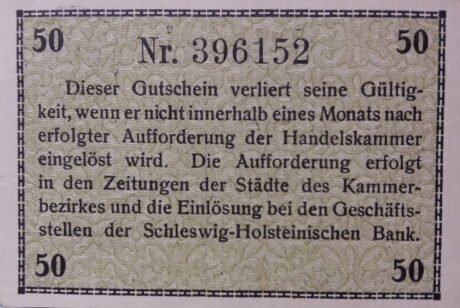 50 50
Nr. 396152
Dieser Gutschein verliert seine Gültig-
keit, wenn er nicht innerhalb eines Monats nach
erfolgter Aufforderung der Handelskammer
eingelöst wird. Die Aufforderung erfolgt
in den Zeitungen der Städte des Kammer-
bezirkes und die Einlösung bei den Geschäfts-
stellen der Schleswig-Holsteinischen Bank.
50 50